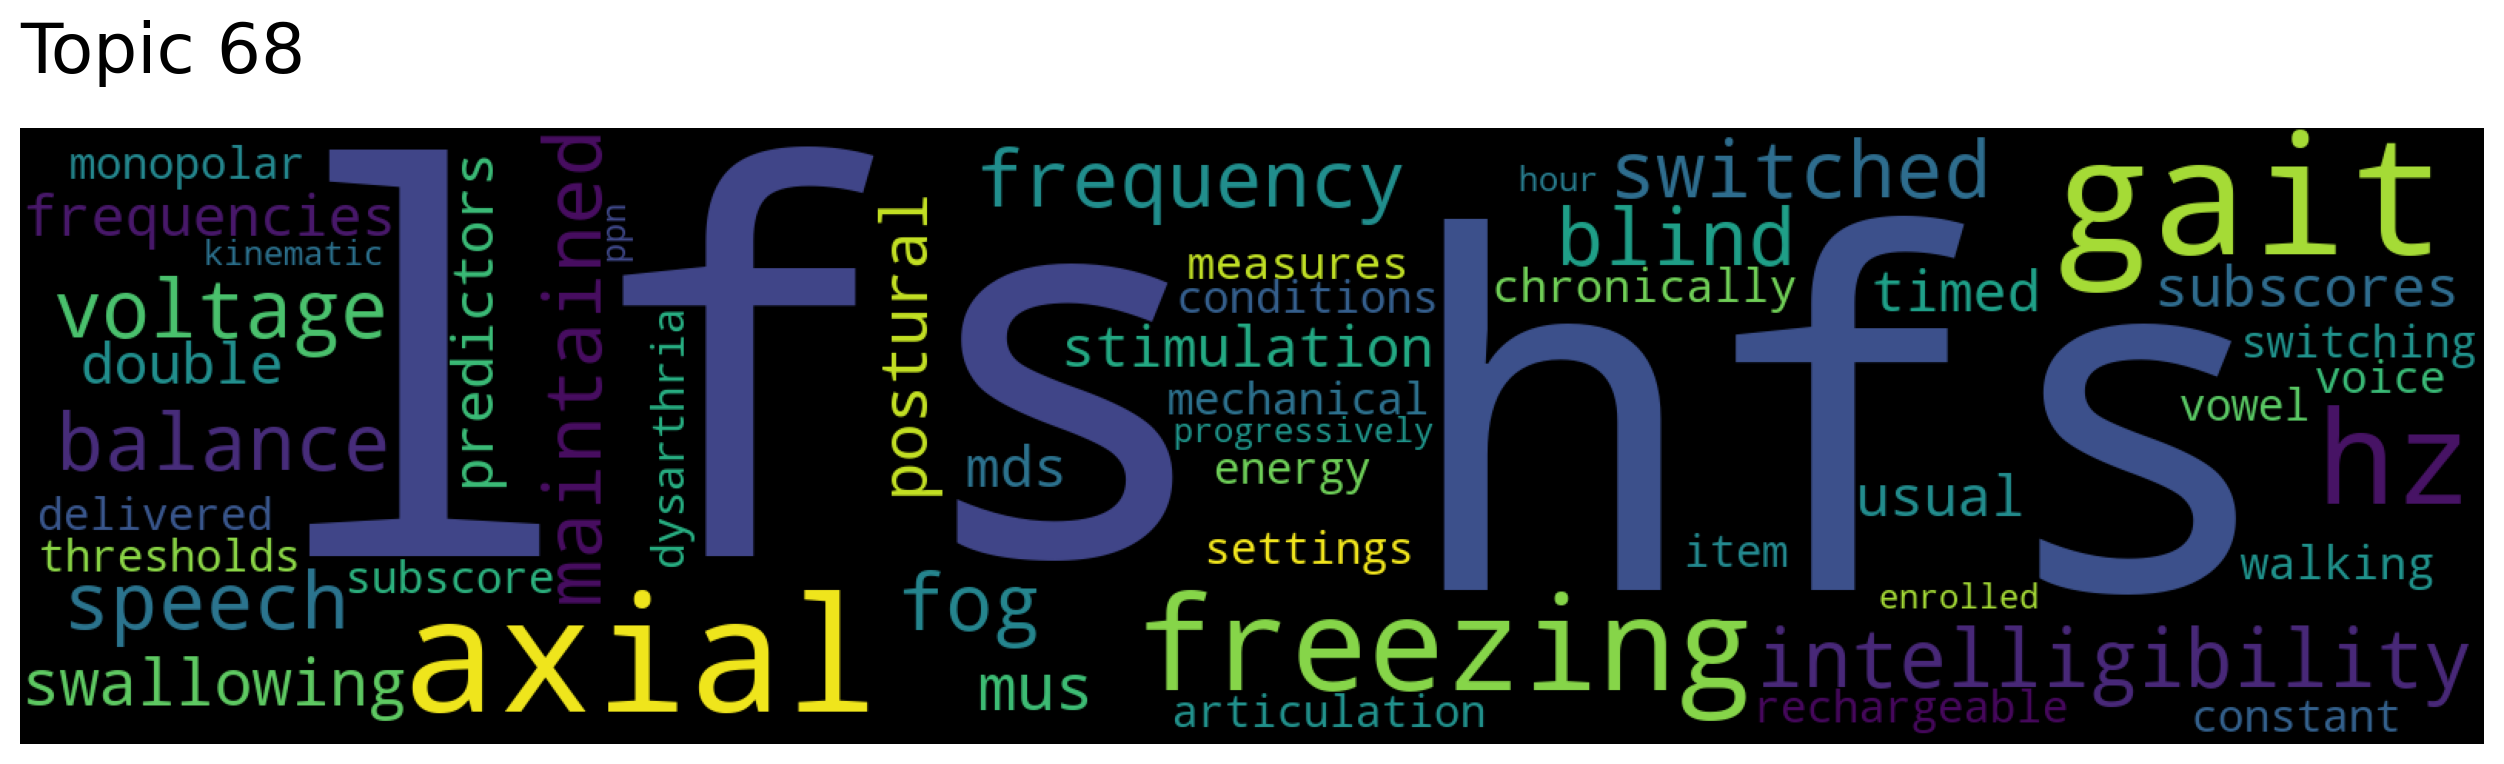 Topic 68
monopolar
frequencies
kinematic
voltage
double
balance
delivered
thresholds
speech
subscore
swallowing
axial
lfs
predictors
maintained
ppn
dysarthria
postural
frequency
measures
conditions
stimulation
mechanical
progressively
mds
energy
settings
fog
mus
freezing
articulation
hfs
hour
switched
blind
chronically
timed
gait
subscores
switching
voice
vowel
hz
usual
item
walking
enrolled
intelligibility
rechargeable
constant